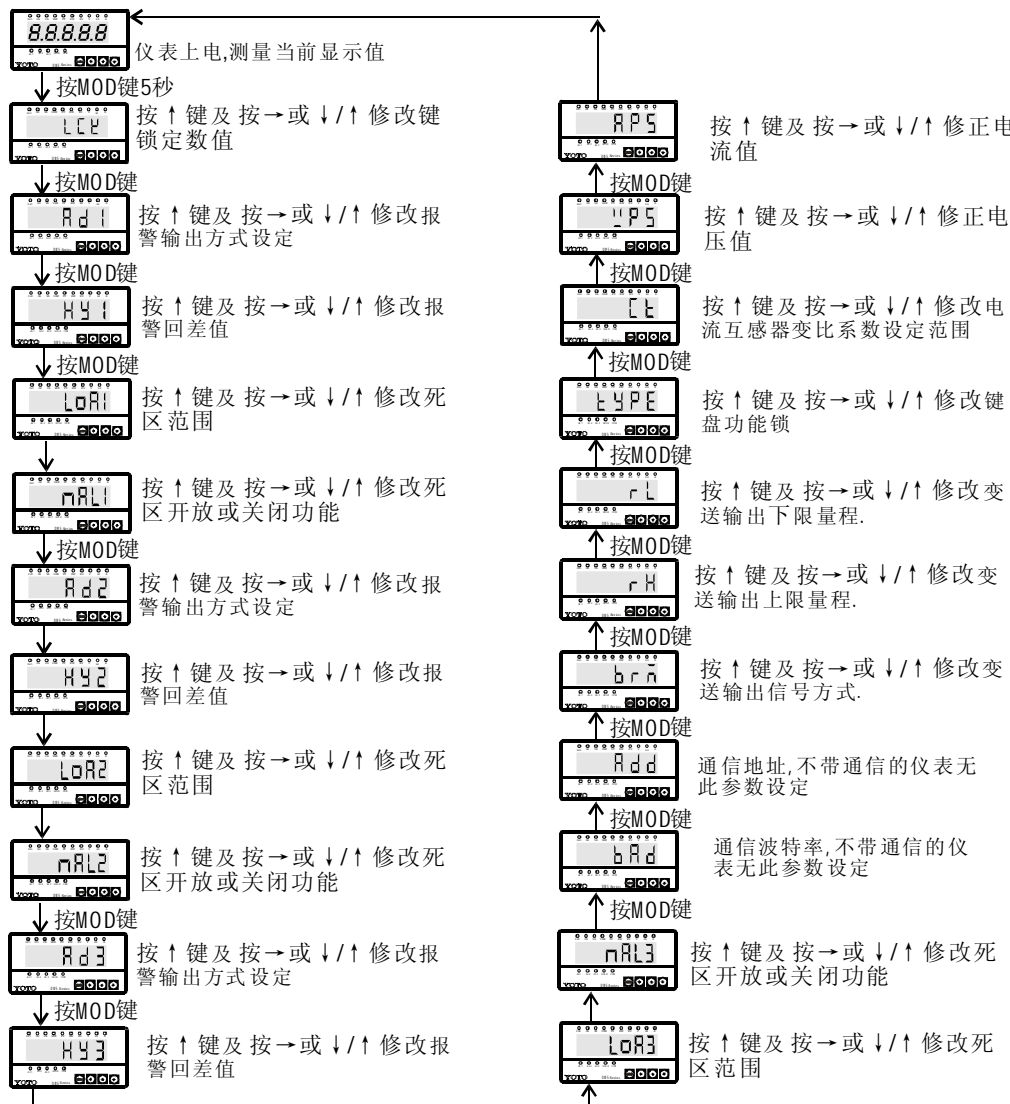 8.8.8.8.8
仪表上电,测量当前显示值
按MOD键5秒
LCK
按↑键及按→或↓/↑修改键
锁定数值
按MOD键
Ad1
按↑键及按→或↓/↑修改报
警输出方式设定
按MOD键
HY1
按↑键及按→或↓/↑修改报
警回差值
按MOD键
LoA1
按↑键及按→或↓/↑修改死
区范围
mAL1
按↑键及按→或↓/↑修改死
区开放或关闭功能
按MOD键
Ad2
按↑键及按→或↓/↑修改报
警输出方式设定
HY2
按↑键及按→或↓/↑修改报
警回差值
LoA2
按↑键及按→或↓/↑修改死
区范围
mAL2
按↑键及按→或↓/↑修改死
区开放或关闭功能
按MOD键
Ad3
按↑键及按→或↓/↑修改报
警输出方式设定
按MOD键
HY3
按↑键及按→或↓/↑修改报
警回差值
APS
按↑键及按→或↓/↑修正电
流值
按MOD键
PS
按↑键及按→或↓/↑修正电
压值
按MOD键
Ct
按↑键及按→或↓/↑修改电
流互感器变比系数设定范围
按MOD键
tYPE
按↑键及按→或↓/↑修改键
盘功能锁
按MOD键
rL
按↑键及按→或↓/↑修改变
送输出下限量程.
按MOD键
rH
按↑键及按→或↓/↑修改变
送输出上限量程.
按MOD键
brm
按↑键及按→或↓/↑修改变
送输出信号方式.
按MOD键
Add
通信地址,不带通信的仪表无
此参数设定
按MOD键
bAd
通信波特率,不带通信的仪
表无此参数设定
按MOD键
mAL3
按↑键及按→或↓/↑修改死
区开放或关闭功能
LoA3
按↑键及按→或↓/↑修改死
区范围